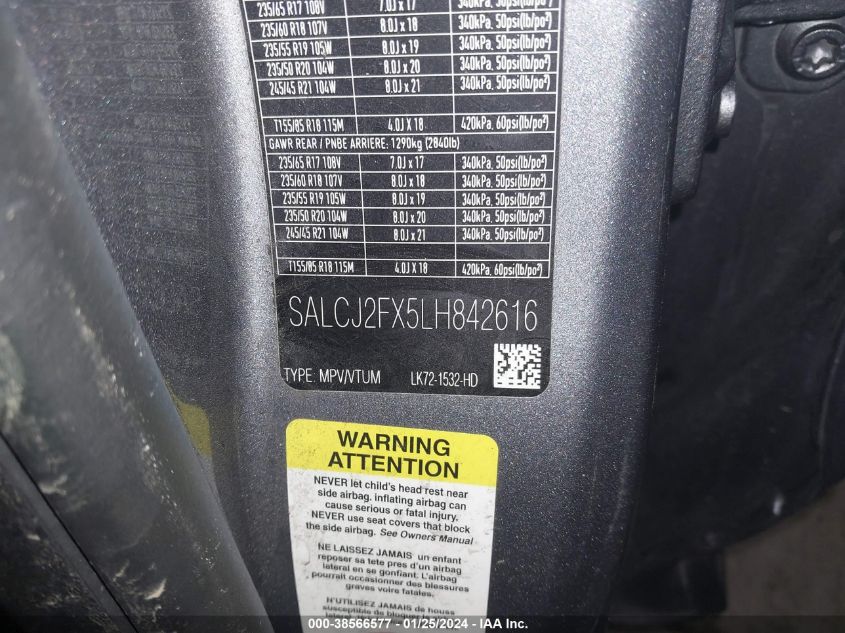 235/65 R17 108V 7.0J x 17 340kPa, 50psi(lb/po²)
235/60 R18 107V 8.0J x 18 340kPa, 50psi(lb/po²)
235/55 R19 105W 8.0J x 19 340kPa, 50psi(lb/po²)
235/50 R20 104W 8.0J x 20 340kPa, 50psi(lb/po²)
245/45 R21 104W 8.0J x 21 340kPa, 50psi(lb/po²)
T155/85 R18 115M 4.0J X 18 420kPa, 60psi(lb/po²)
GAWR REAR / PNBE ARRIERE: 1290kg (2840lb)
235/65 R17 108V 7.0J x 17 340kPa, 50psi(lb/po²)
235/60 R18 107V 8.0J x 18 340kPa, 50psi(lb/po²)
235/55 R19 105W 8.0J x 19 340kPa, 50psi(lb/po²)
235/50 R20 104W 8.0J x 20 340kPa, 50psi(lb/po²)
245/45 R21 104W 8.0J x 21 340kPa, 50psi(lb/po²)
T155/85 R18 115M 4.0J X 18 420kPa, 60psi(lb/po²)
SALCJ2FX5LH842616
TYPE: MPV/VTUM LK72-1532-HD
WARNING
ATTENTION
NEVER let child's head rest near
side airbag, inflating airbag can
cause serious or fatal injury.
NEVER use seat covers that block
the side airbag. See Owners Manual
NE LAISSEZ JAMAIS un enfant
reposer sa tete pres d'un airbag
lateral en se gonflant. L'airbag
pourrait occasionner des blessures
graves voire fatales.
N'UTILISEZ JAMAIS de houss
000-38566577 - 01/25/2024 - IAA Inc.